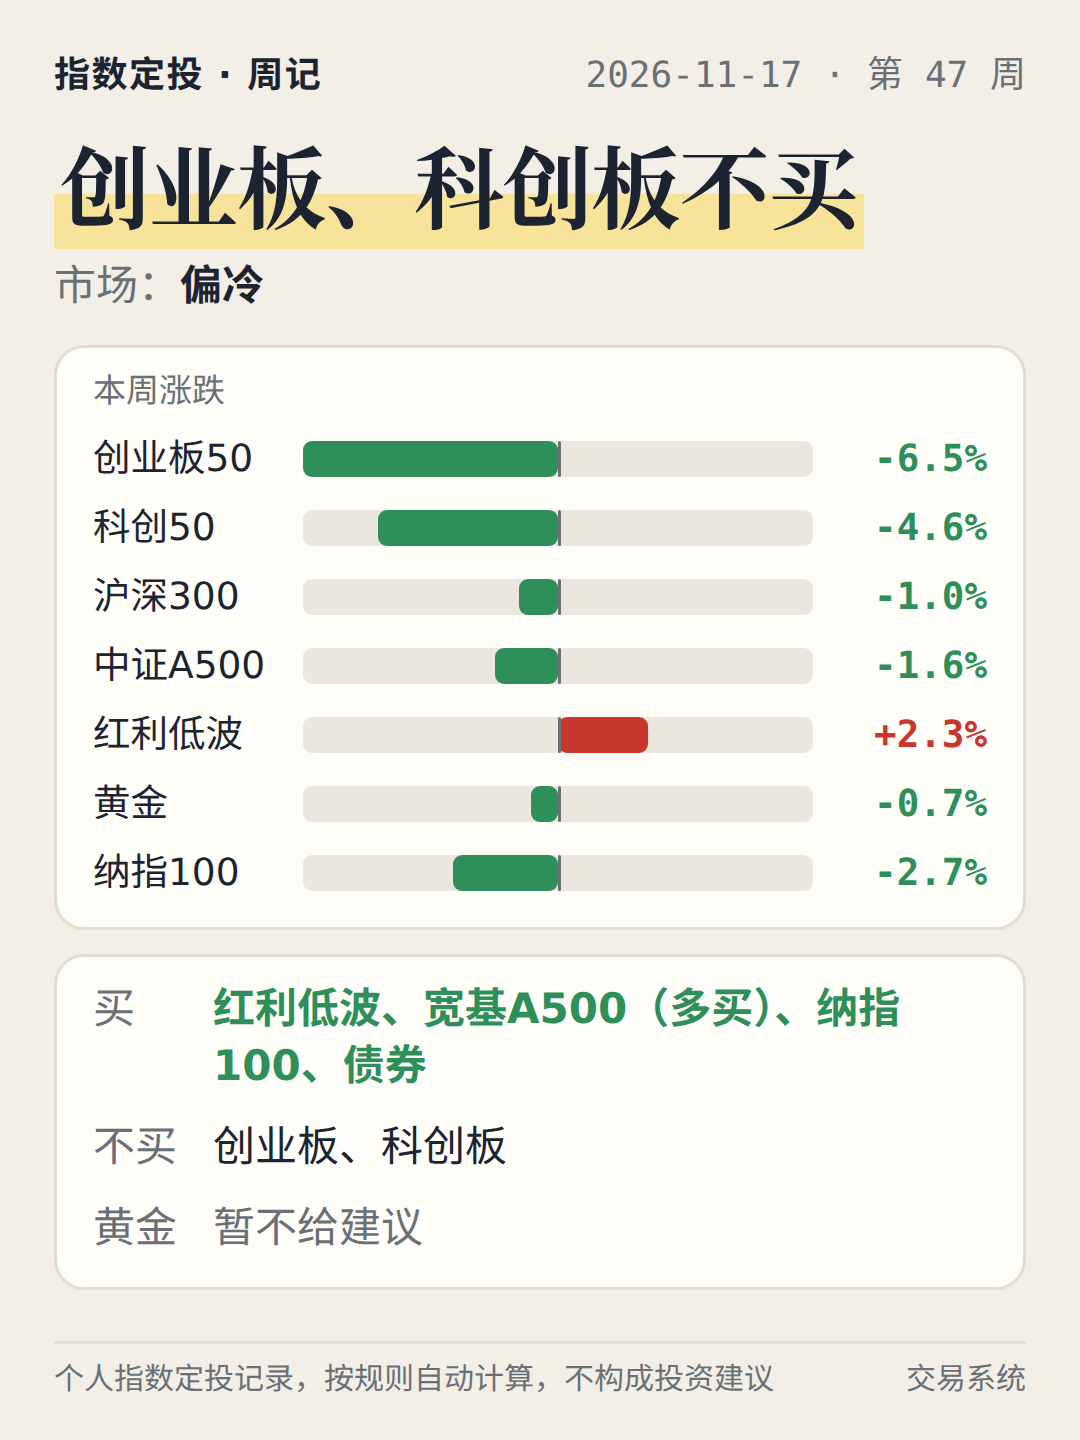 指数定投 · 周记
2026-11-17 · 第 47 周
创业板、科创板不买
市场：偏冷
本周涨跌
创业板50 -6.5%
科创50 -4.6%
沪深300 -1.0%
中证A500 -1.6%
红利低波 +2.3%
黄金 -0.7%
纳指100 -2.7%
买 红利低波、宽基A500（多买）、纳指
100、债券
不买 创业板、科创板
黄金 暂不给建议
个人指数定投记录，按规则自动计算，不构成投资建议
交易系统